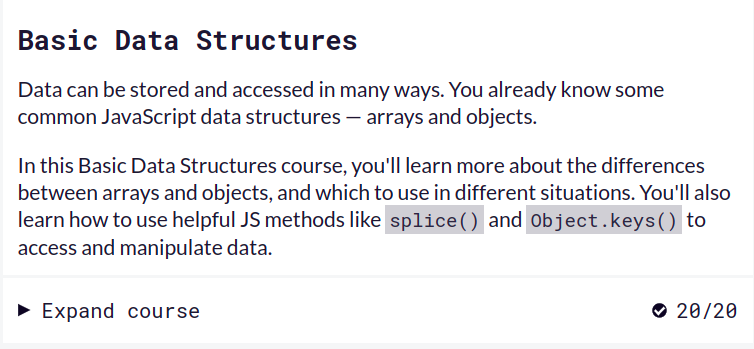 Basic Data Structures
Data can be stored and accessed in many ways. You already know some
common JavaScript data structures — arrays and objects.
In this Basic Data Structures course, you'll learn more about the differences
between arrays and objects, and which to use in different situations. You'll also
learn how to use helpful JS methods like splice() and Object.keys() to
access and manipulate data.
Expand course 20/20